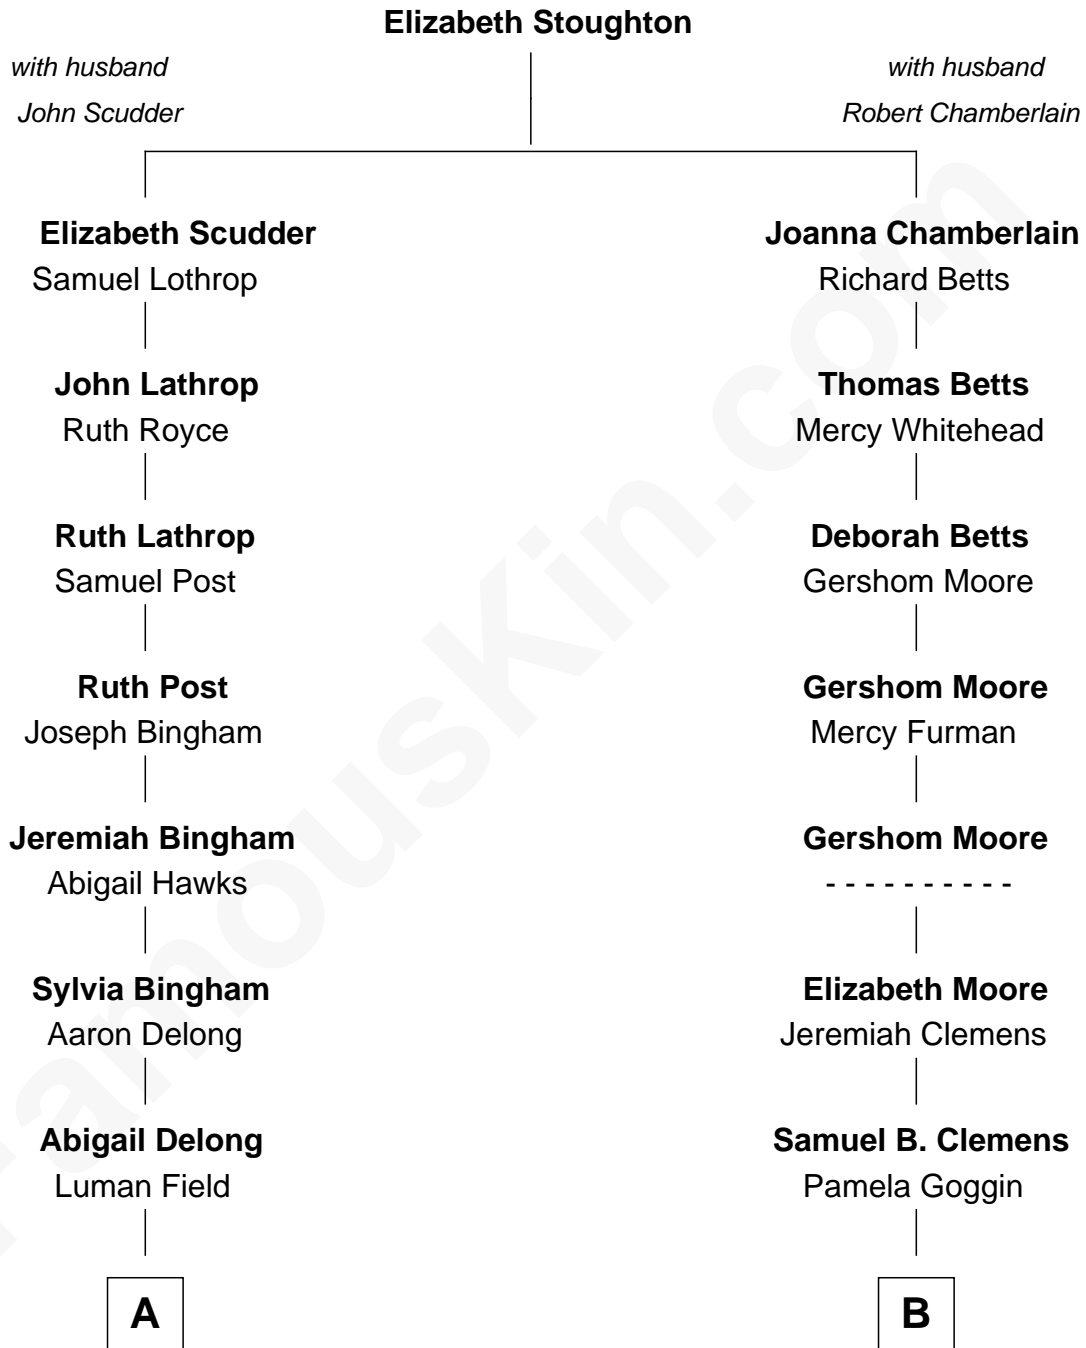 Elizabeth Stoughton
with husband
John Scudder
with husband
Robert Chamberlain
Elizabeth Scudder
Samuel Lothrop
Joanna Chamberlain
Richard Betts
John Lathrop
Ruth Royce
Thomas Betts
Mercy Whitehead
Ruth Lathrop
Samuel Post
Deborah Betts
Gershom Moore
Ruth Post
Joseph Bingham
Gershom Moore
Mercy Furman
Jeremiah Bingham
Abigail Hawks
Gershom Moore
- - - - - - - - - -
Sylvia Bingham
Aaron Delong
Elizabeth Moore
Jeremiah Clemens
Abigail Delong
Luman Field
Samuel B. Clemens
Pamela Goggin
A
B
FamousKin.com